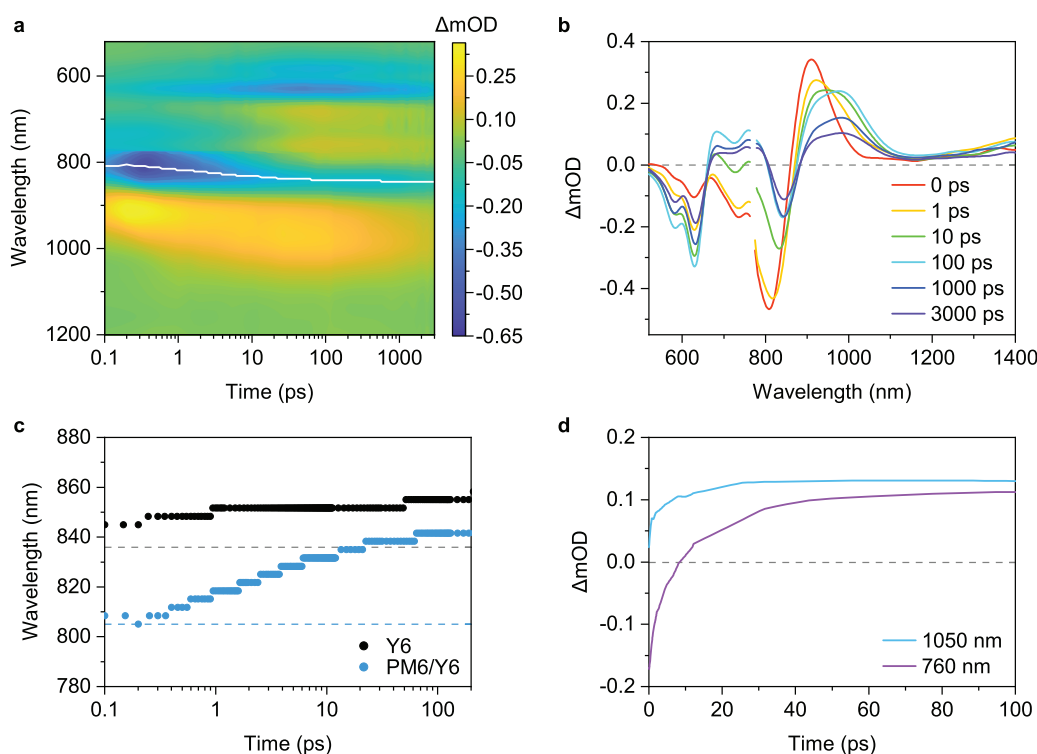 a
ΔmOD
600
800
1000
1200
Wavelength (nm)
0.1 1 10 100 1000
Time (ps)
0.25
0.10
-0.05
-0.20
-0.35
-0.50
-0.65
b
0.4
0.2
0.0
-0.2
-0.4
ΔmOD
0 ps
1 ps
10 ps
100 ps
1000 ps
3000 ps
600 800 1000 1200 1400
Wavelength (nm)
c
880
860
840
820
800
780
Wavelength (nm)
Y6
PM6/Y6
0.1 1 10 100
Time (ps)
d
0.2
0.1
0.0
-0.1
-0.2
ΔmOD
1050 nm
760 nm
0 20 40 60 80 100
Time (ps)